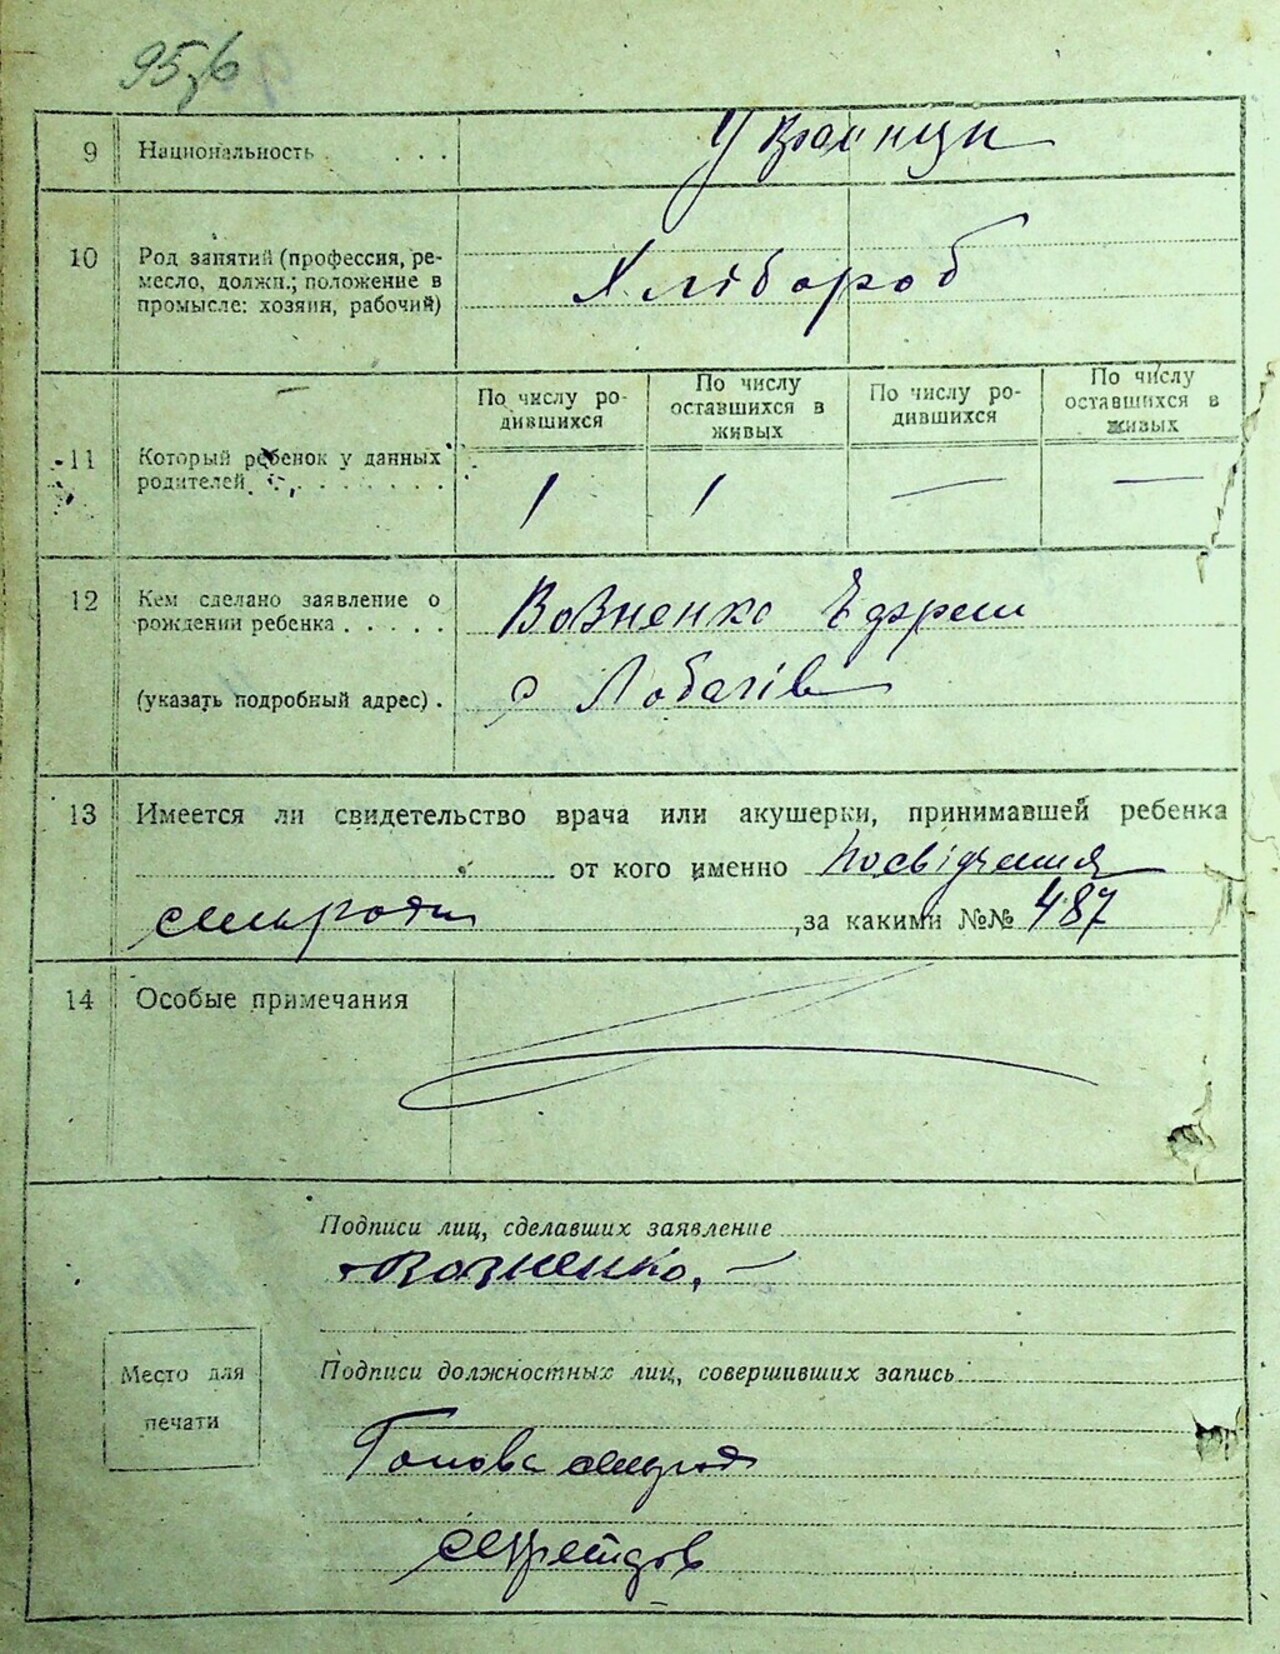 95,6
9 Национальность . . . . Українци
10 Род занятий (профессия, ре-
месло, должн.; положение в
промысле: хозяин, рабочий)
Хлібороб
По числу ро-
дившихся
По числу
оставшихся в
живых
По числу ро-
дившихся
По числу
оставшихся в
живых
11 Который ребенок у данных
родителей . . . . . . . .
1 1 — —
12 Кем сделано заявление о
рождении ребенка . . . . .
Возненко Єфрем
(указать подробный адрес) .
с Лобачів
13 Имеется ли свидетельство врача или акушерки, принимавшей ребенка
от кого именно Посвідчення
сільради ,за какими №№ 487
14 Особые примечания
Подписи лиц, сделавших заявление
Возненко,
Место для
печати
Подписи должностных лиц, совершивших запись
Голова сільради